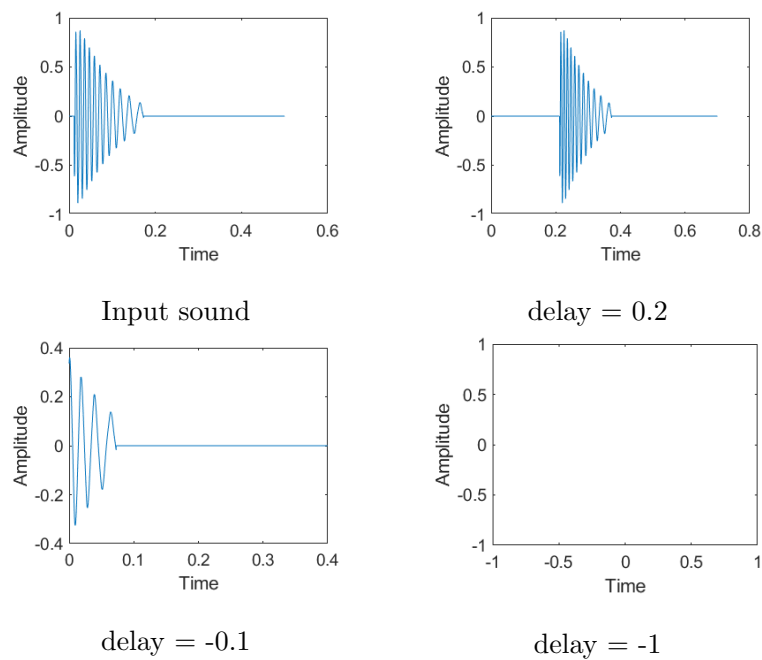 1
0.5
0
-0.5
-1
Amplitude
0 0.2 0.4 0.6
Time
Input sound
1
0.5
0
-0.5
-1
Amplitude
0 0.2 0.4 0.6 0.8
Time
delay = 0.2
0.4
0.2
0
-0.2
-0.4
Amplitude
0 0.1 0.2 0.3 0.4
Time
delay = -0.1
1
0.5
0
-0.5
-1
Amplitude
-1 -0.5 0 0.5 1
Time
delay = -1